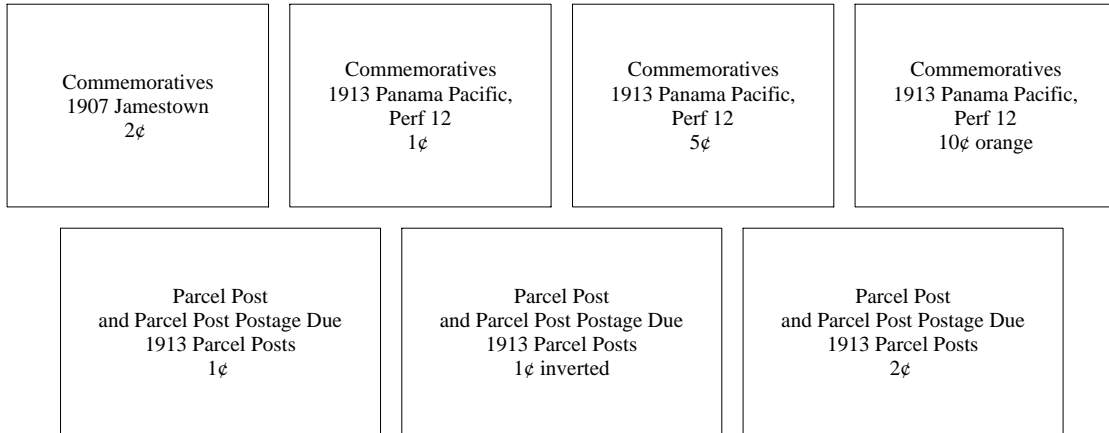 Commemoratives
1907 Jamestown
2¢
Commemoratives
1913 Panama Pacific,
Perf 12
1¢
Commemoratives
1913 Panama Pacific,
Perf 12
5¢
Commemoratives
1913 Panama Pacific,
Perf 12
10¢ orange
Parcel Post
and Parcel Post Postage Due
1913 Parcel Posts
1¢
Parcel Post
and Parcel Post Postage Due
1913 Parcel Posts
1¢ inverted
Parcel Post
and Parcel Post Postage Due
1913 Parcel Posts
2¢